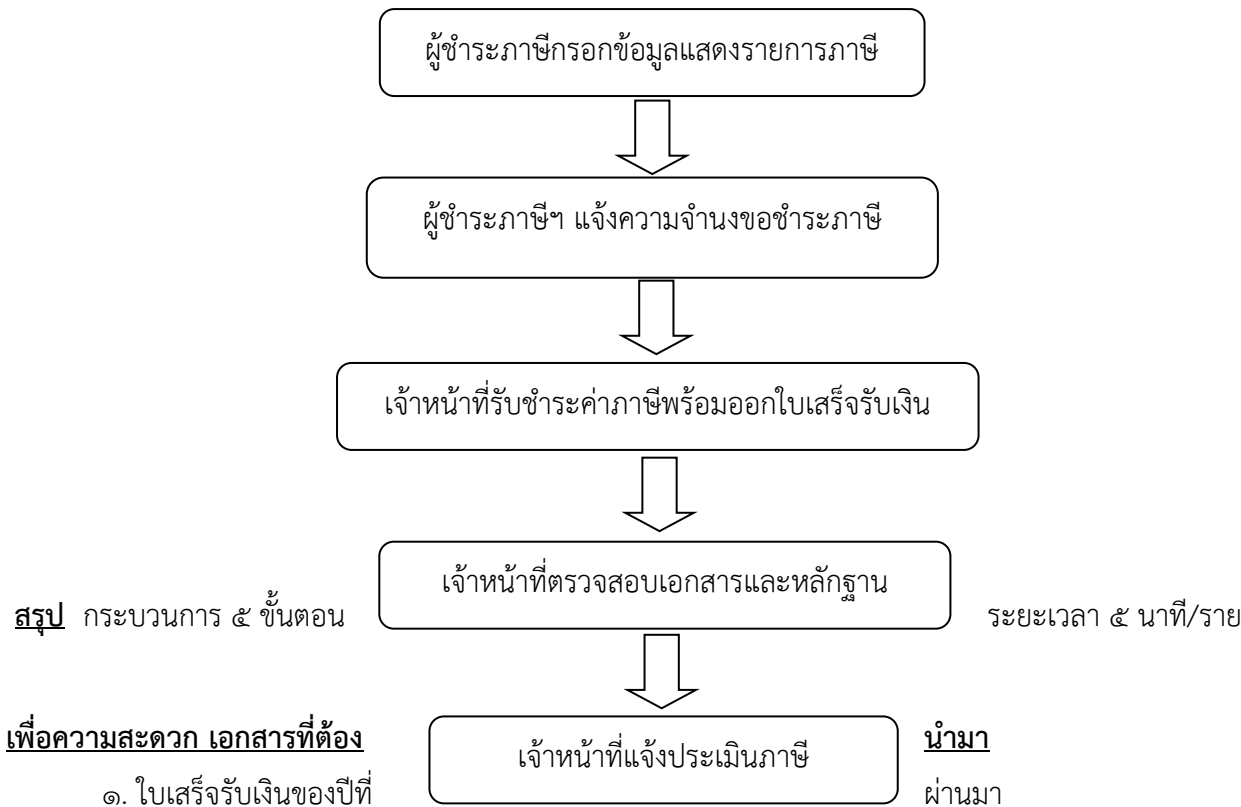 ผู้ชำระภาษีกรอกข้อมูลแสดงรายการภาษี
ผู้ชำระภาษีฯ แจ้งความจำนงขอชำระภาษี
เจ้าหน้าที่รับชำระค่าภาษีพร้อมออกใบเสร็จรับเงิน
เจ้าหน้าที่ตรวจสอบเอกสารและหลักฐาน
สรุป กระบวนการ ๕ ขั้นตอน ระยะเวลา ๕ นาที/ราย
เพื่อความสะดวก เอกสารที่ต้อง นำมา
เจ้าหน้าที่แจ้งประเมินภาษี
๑. ใบเสร็จรับเงินของปีที่ ผ่านมา